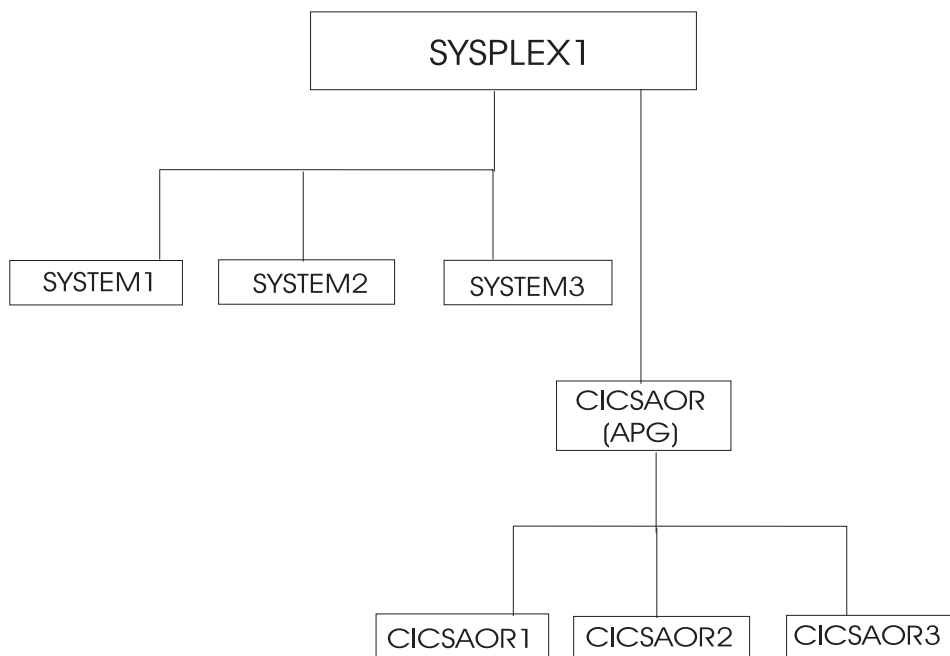 SYSPLEX1
SYSTEM1
SYSTEM2
SYSTEM3
CICSAOR
(APG)
CICSAOR1
CICSAOR2
CICSAOR3